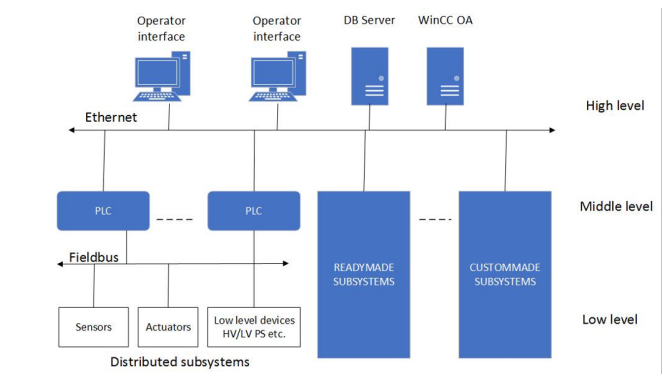 Operator
interface
Operator
interface
DB Server
WinCC OA
Ethernet
High level
PLC
PLC
Middle level
Fieldbus
READYMADE
SUBSYSTEMS
CUSTOMMADE
SUBSYSTEMS
Sensors
Actuators
Low level devices
HV/LV PS etc.
Low level
Distributed subsystems